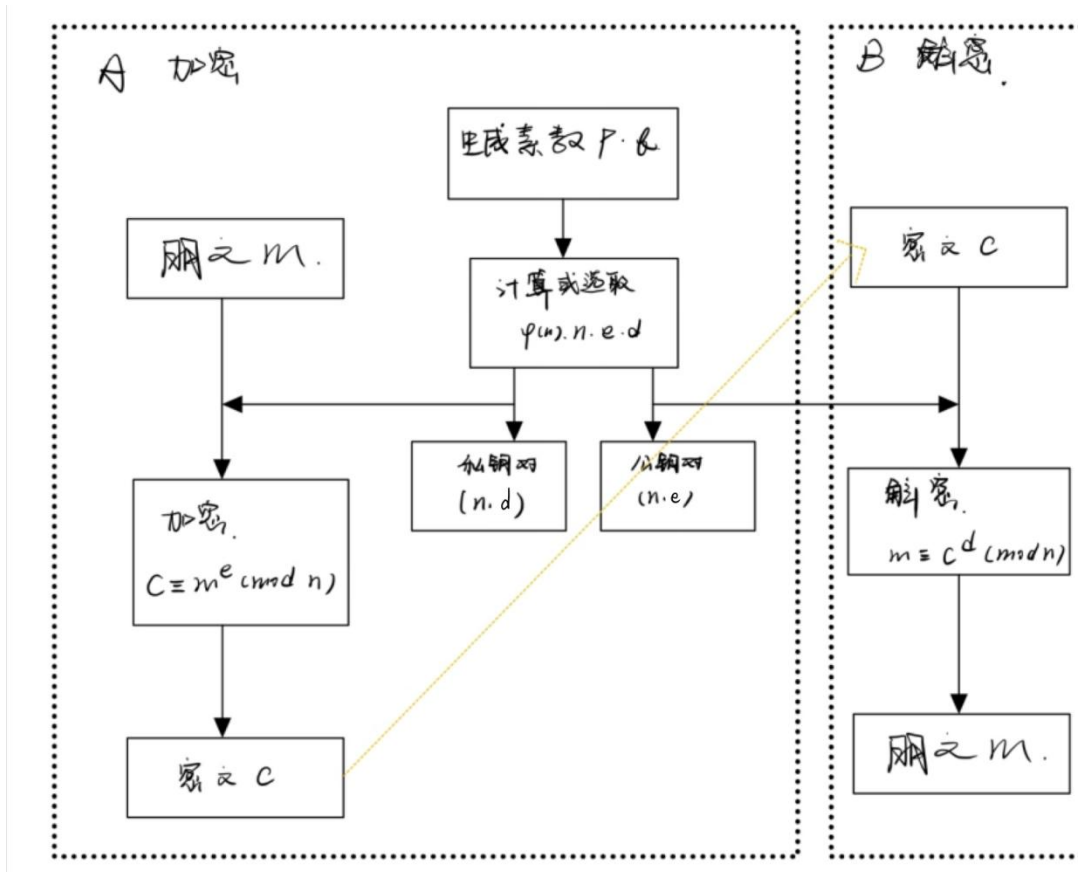 A 加密
生成素数 P.Q
明文 m.
计算或选取
φ(n).n.e.d
私钥对
(n.d)
公钥对
(n.e)
加密.
C≡m^e(mod n)
密文 C
B 解密.
密文 C
解密.
m≡C^d(mod n)
明文 m.